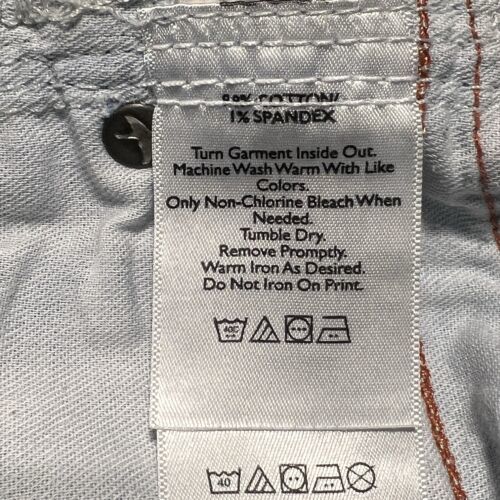 COTTON/
1% SPANDEX
Turn Garment Inside Out.
Machine Wash Warm With Like
Colors.
Only Non-Chlorine Bleach When
Needed.
Tumble Dry.
Remove Promptly.
Warm Iron As Desired.
Do Not Iron On Print.
40C
40